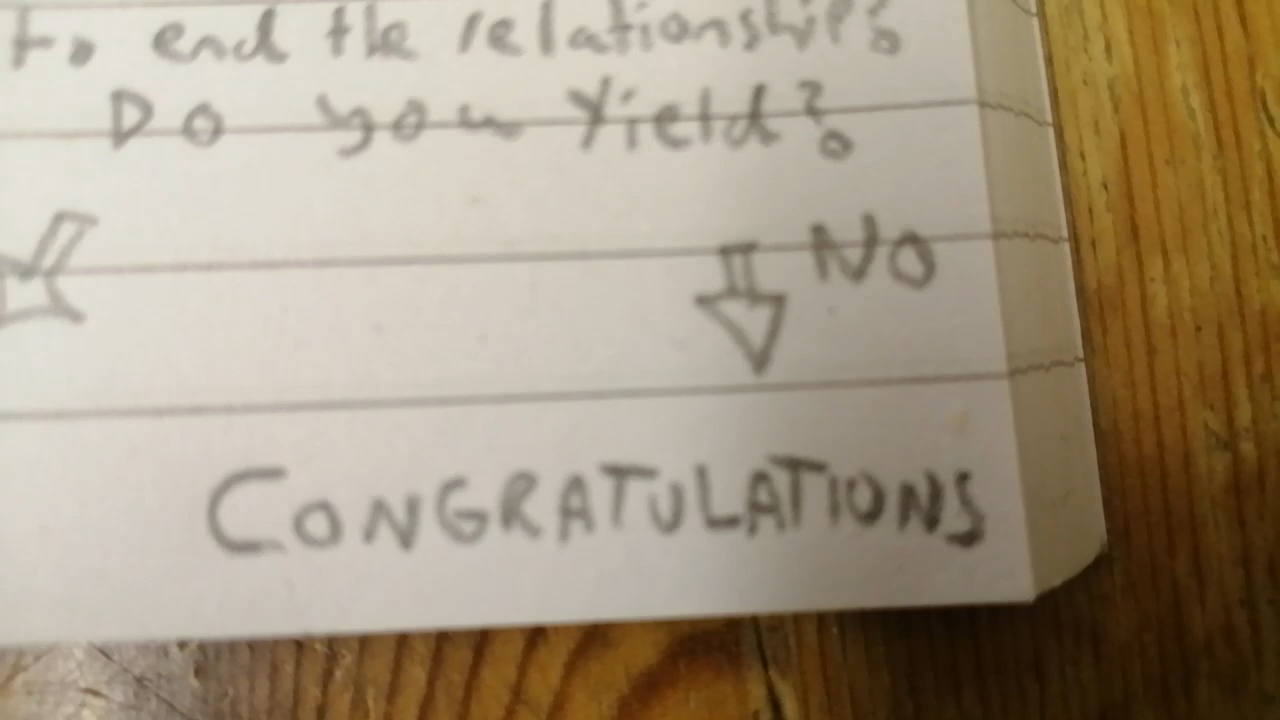 to end the relationship?
Do you Yield?
NO
CONGRATULATIONS